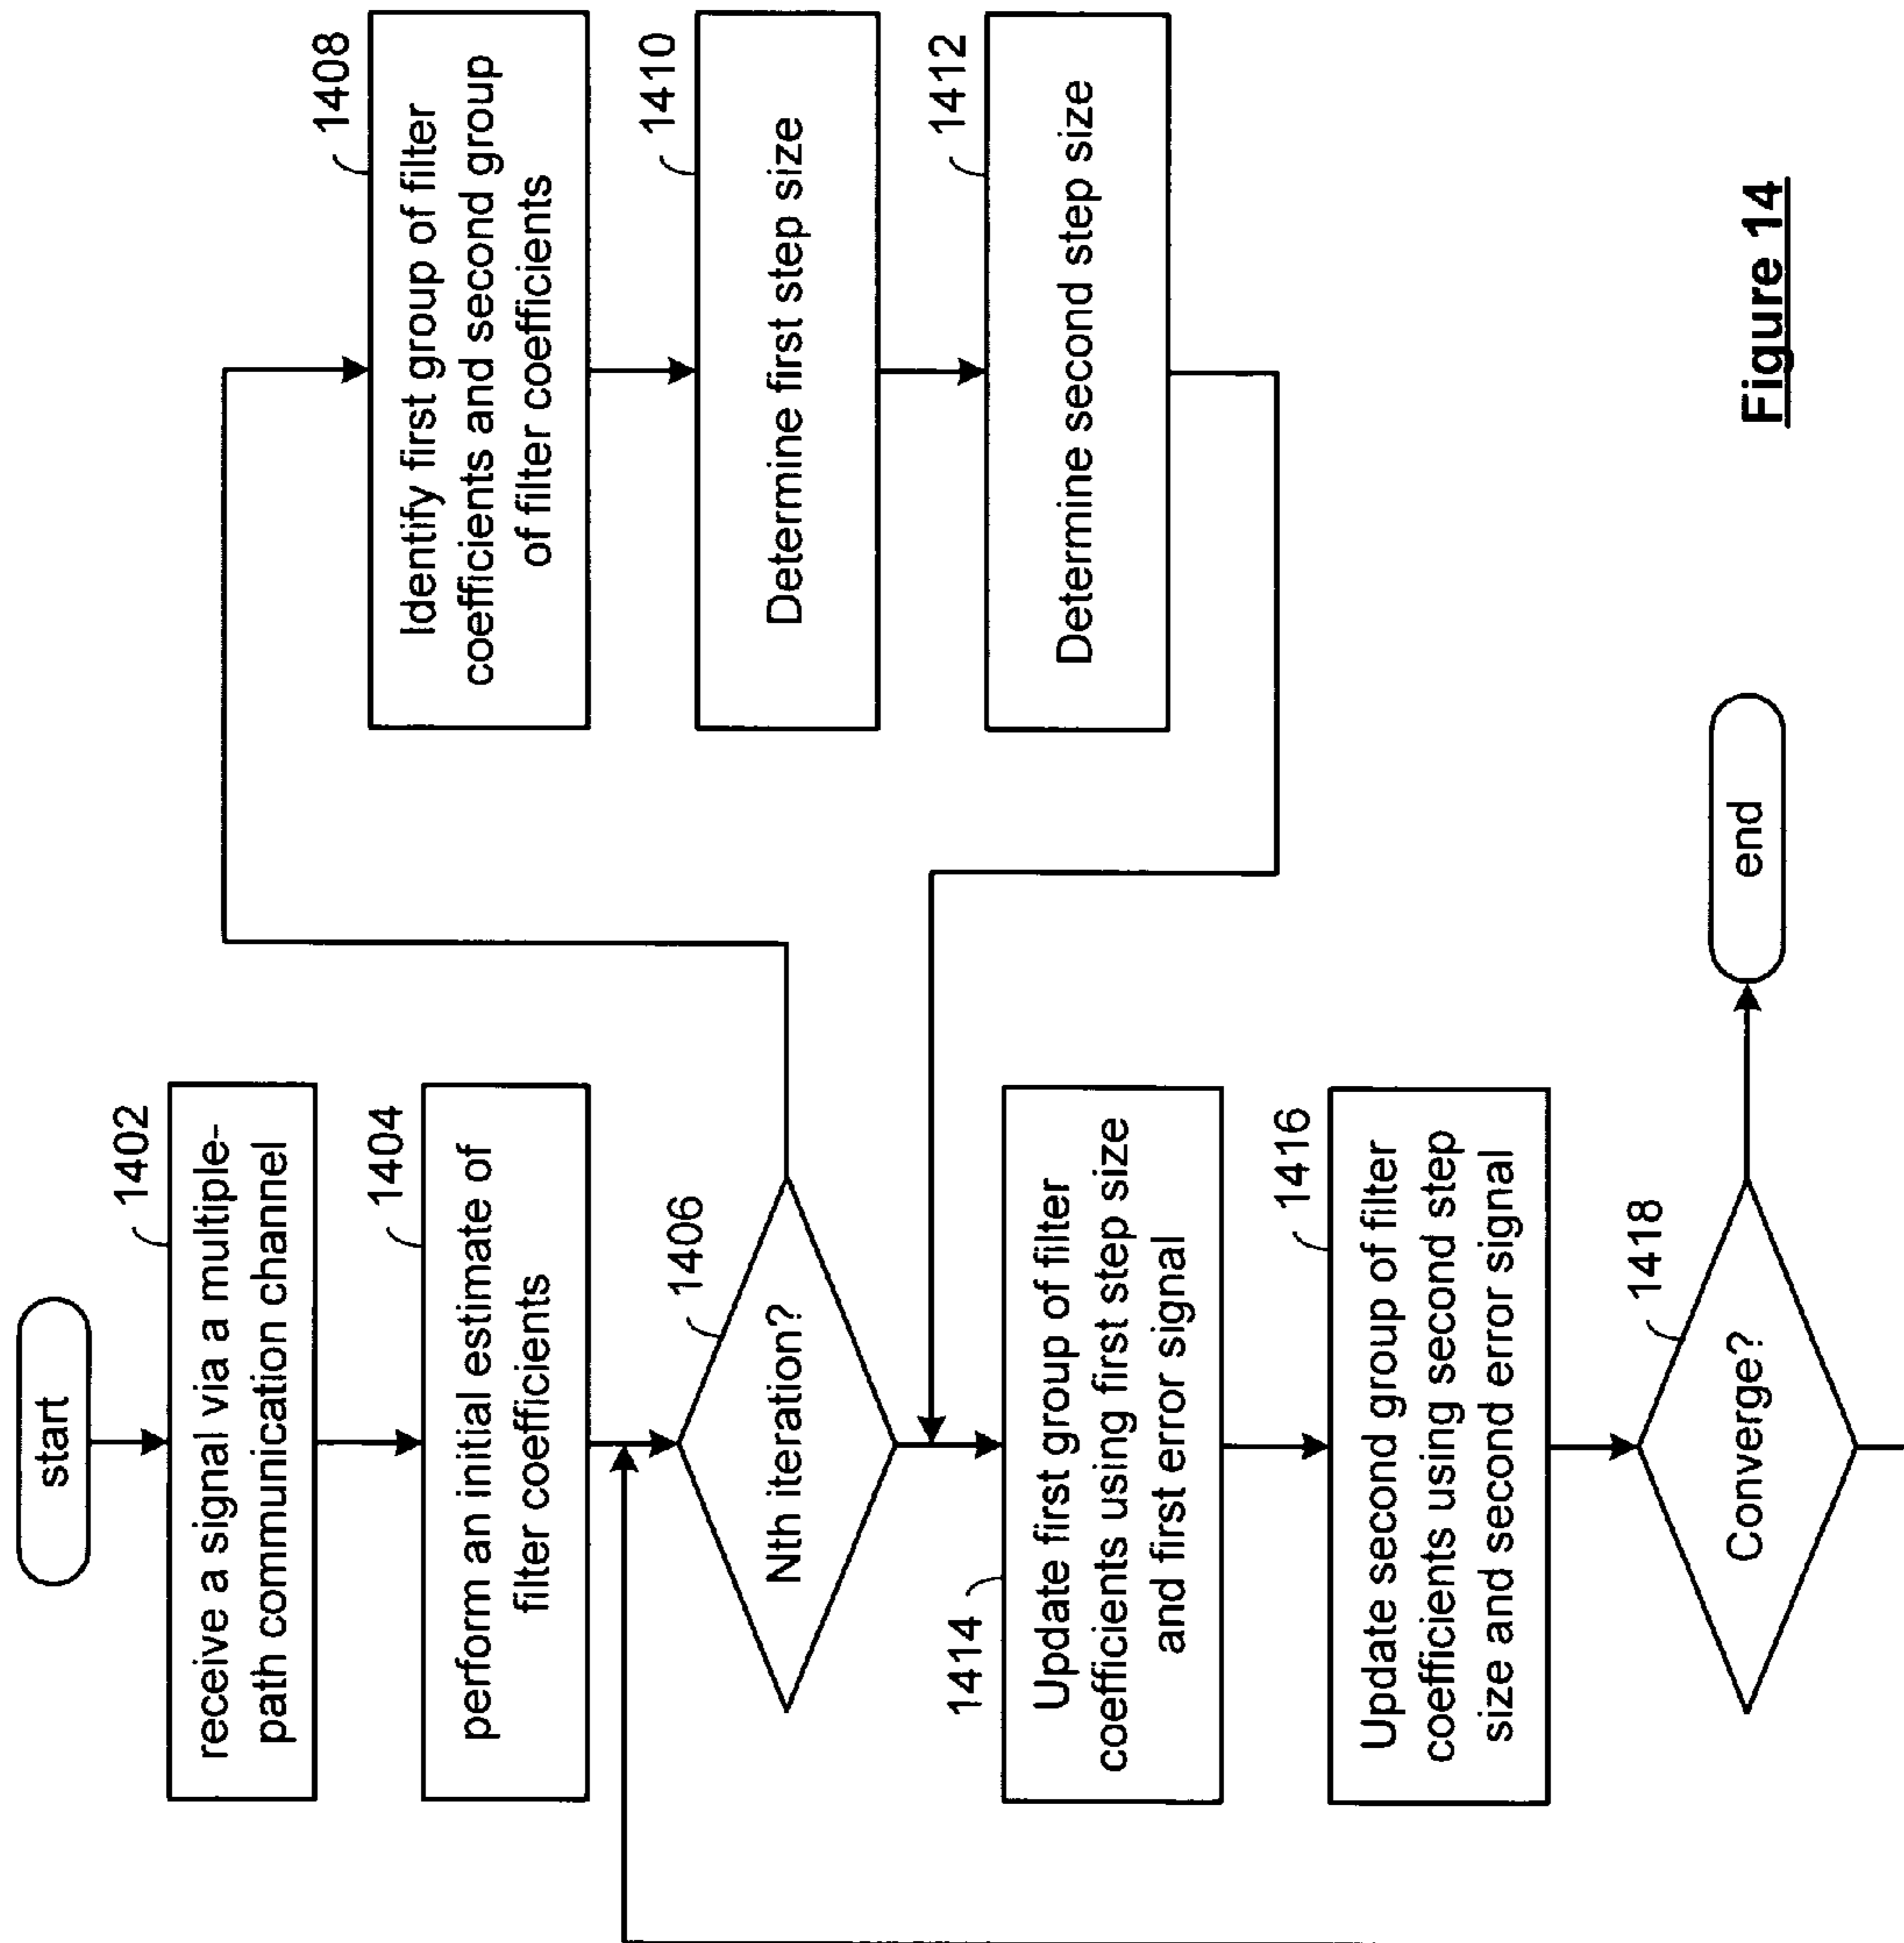 start
1402
receive a signal via a multiple-
path communication channel
1404
perform an initial estimate of
filter coefficients
1406
Nth iteration?
1408
Identify first group of filter
coefficients and second group
of filter coefficients
1410
Determine first step size
1412
Determine second step size
1414
Update first group of filter
coefficients using first step size
and first error signal
1416
Update second group of filter
coefficients using second step
size and second error signal
1418
Converge?
end
Figure 14